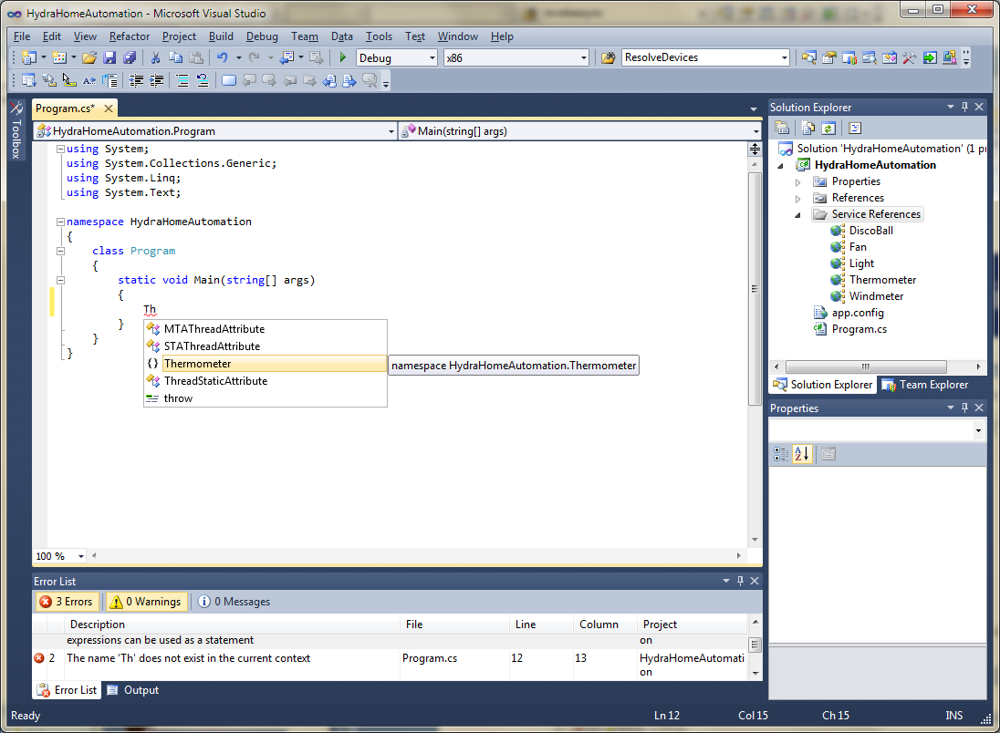 HydraHomeAutomation - Microsoft Visual Studio
File Edit View Refactor Project Build Debug Team Data Tools Test Window Help
Debug x86 ResolveDevices
Toolbox
Program.cs*
HydraHomeAutomation.Program Main(string[] args)
using System;
using System.Collections.Generic;
using System.Linq;
using System.Text;
namespace HydraHomeAutomation
{
class Program
{
static void Main(string[] args)
{
Th
}
}
}
MTAThreadAttribute
STAThreadAttribute
{} Thermometer
ThreadStaticAttribute
throw
namespace HydraHomeAutomation.Thermometer
100 %
Solution Explorer
Solution 'HydraHomeAutomation' (1 pr
HydraHomeAutomation
Properties
References
Service References
DiscoBall
Fan
Light
Thermometer
Windmeter
app.config
Program.cs
Solution Explorer Team Explorer
Properties
Error List
3 Errors 0 Warnings 0 Messages
Description File Line Column Project
expressions can be used as a statement on
2 The name 'Th' does not exist in the current context Program.cs 12 13 HydraHomeAutomati
on
Error List Output
Ready Ln 12 Col 15 Ch 15 INS